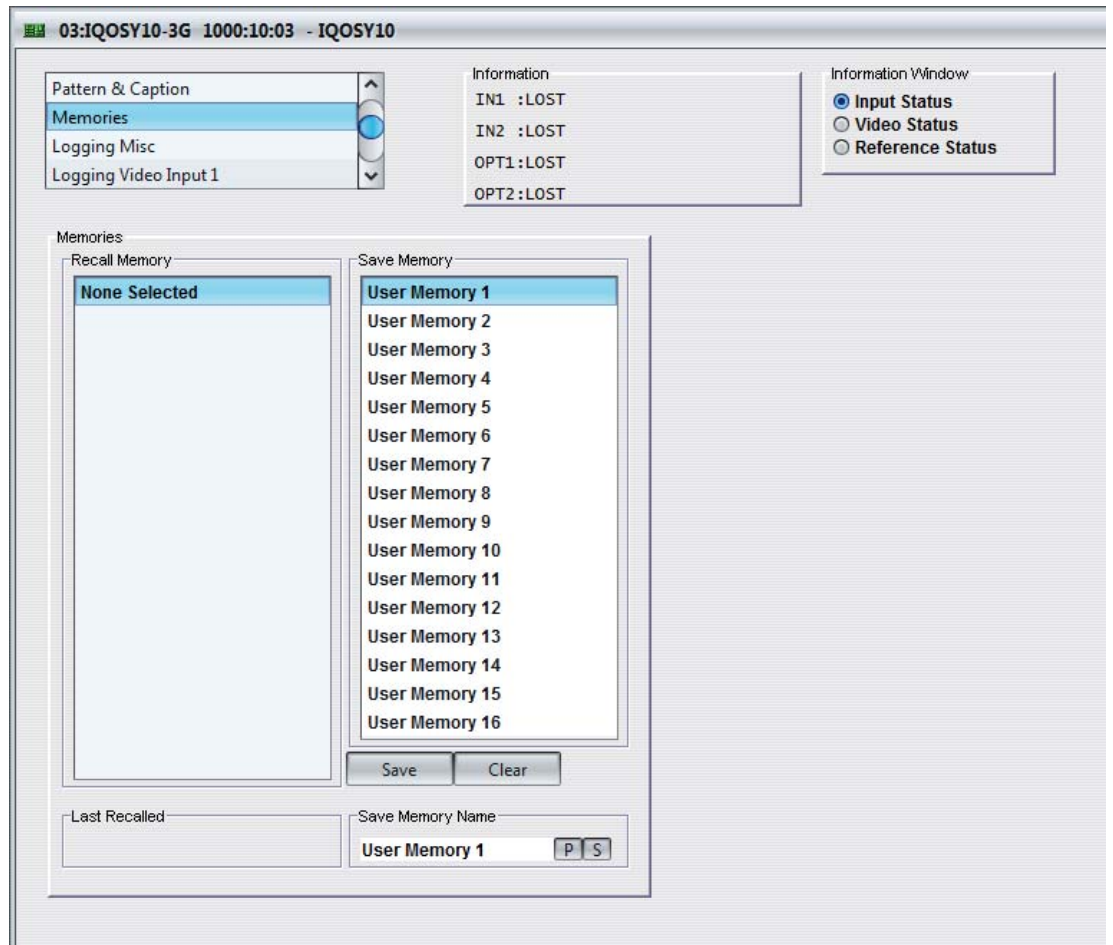 03:IQOSY10-3G 1000:10:03 - IQOSY10
Pattern & Caption
Memories
Logging Misc
Logging Video Input 1
Information
IN1 :LOST
IN2 :LOST
OPT1:LOST
OPT2:LOST
Information Window
Input Status
Video Status
Reference Status
Memories
Recall Memory
None Selected
Save Memory
User Memory 1
User Memory 2
User Memory 3
User Memory 4
User Memory 5
User Memory 6
User Memory 7
User Memory 8
User Memory 9
User Memory 10
User Memory 11
User Memory 12
User Memory 13
User Memory 14
User Memory 15
User Memory 16
Save Clear
Last Recalled
Save Memory Name
User Memory 1 P S